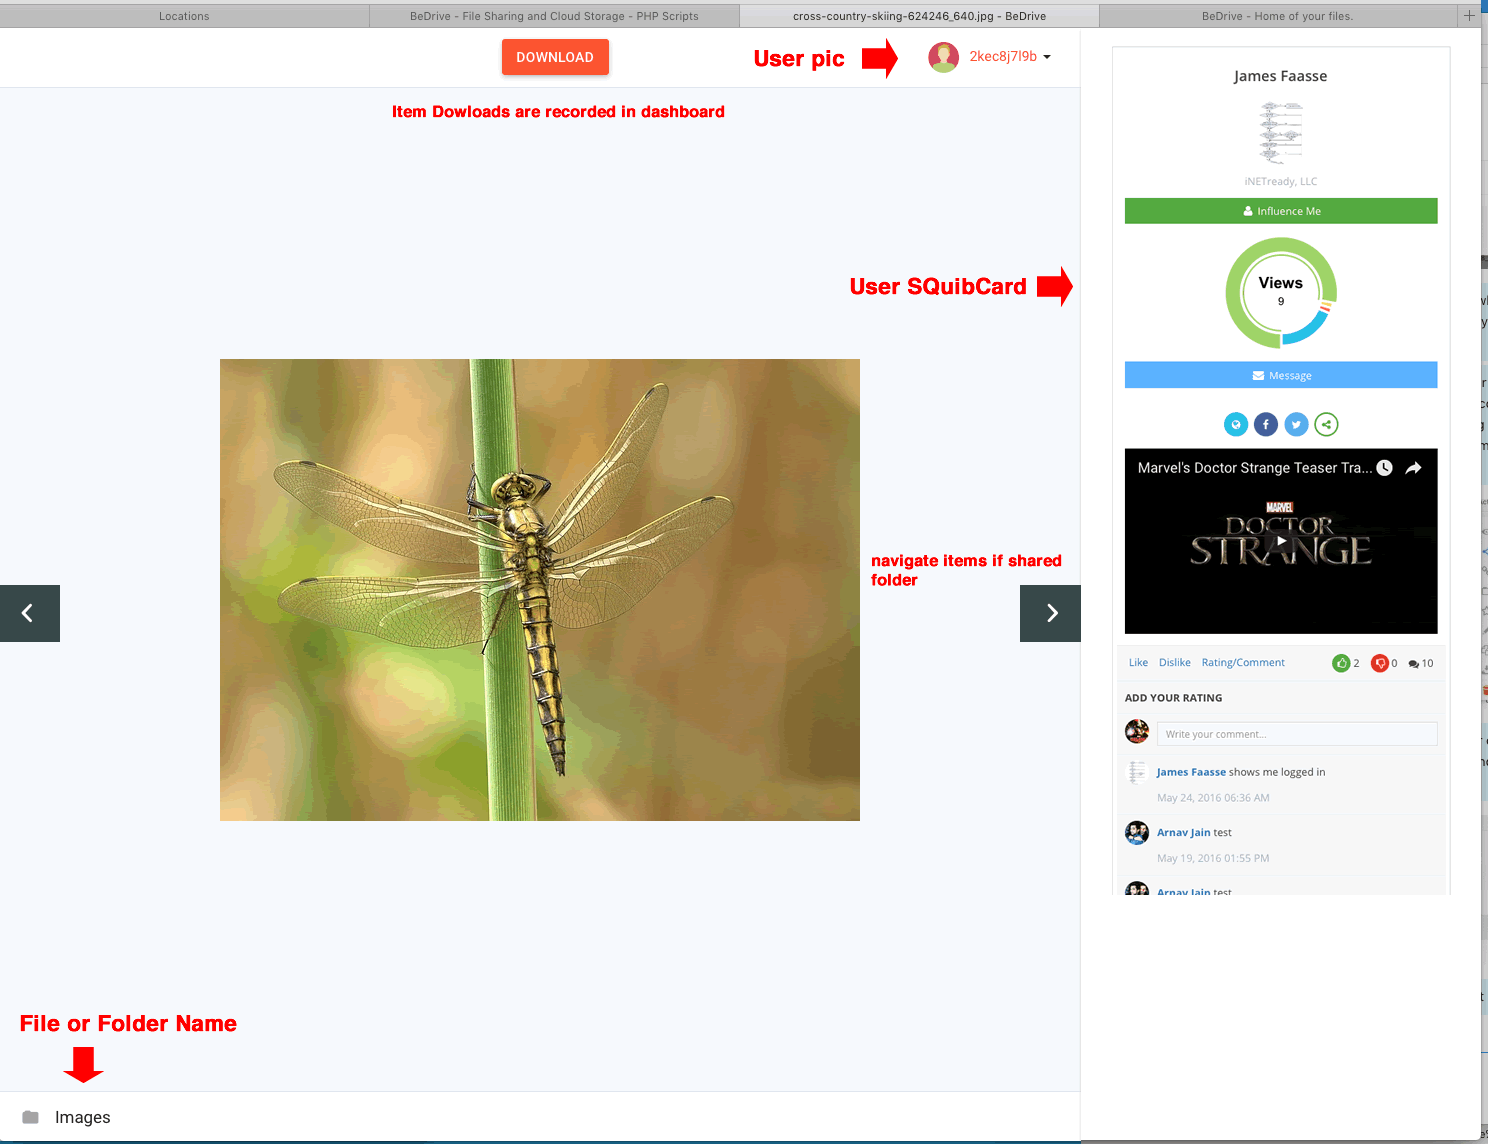 Locations
BeDrive - File Sharing and Cloud Storage - PHP Scripts
cross-country-skiing-624246_640.jpg - BeDrive
BeDrive - Home of your files.
DOWNLOAD
User pic
2kec8j7l9b
Item Dowloads are recorded in dashboard
James Faasse
iNETready, LLC
Influence Me
User SQuibCard
Views
9
Message
Marvel's Doctor Strange Teaser Tra...
MARVEL
DOCTOR
STRANGE
navigate items if shared
folder
Like Dislike Rating/Comment 2 0 10
ADD YOUR RATING
Write your comment...
James Faasse shows me logged in
May 24, 2016 06:36 AM
Arnav Jain test
May 19, 2016 01:55 PM
Arnav Jain test
File or Folder Name
Images